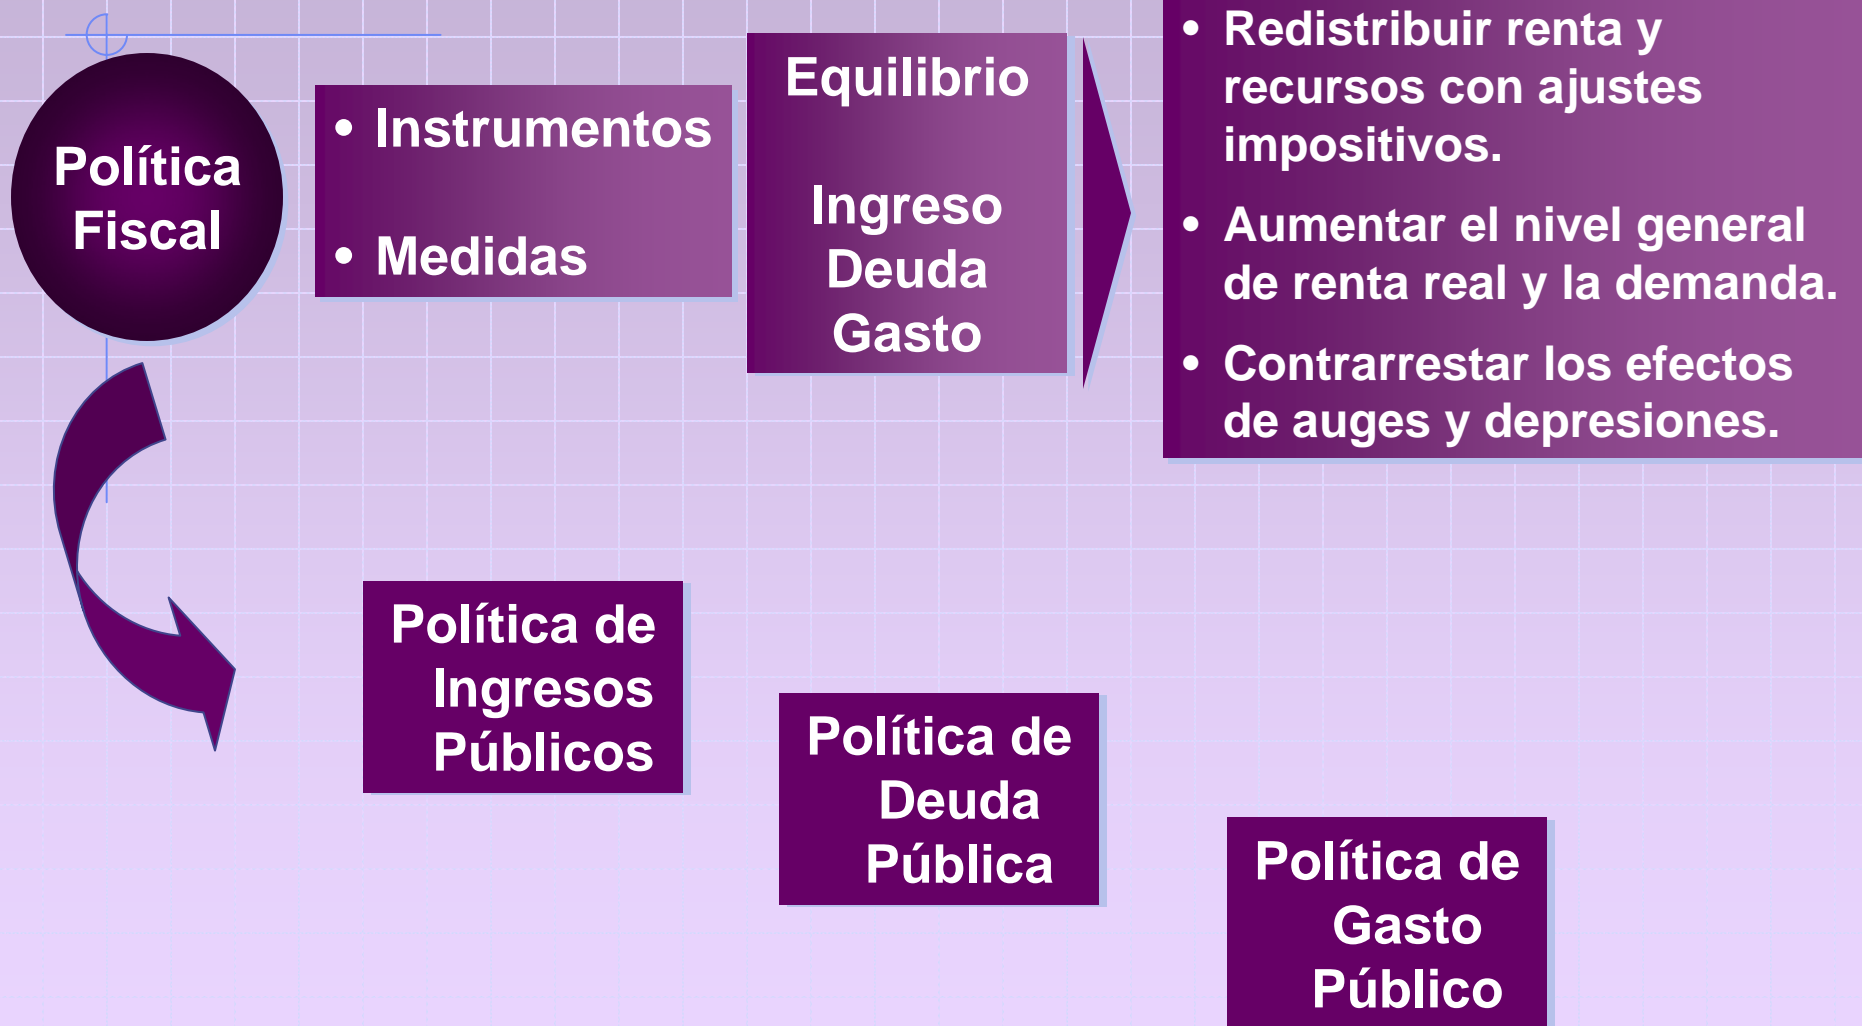 Política
Fiscal
• Instrumentos
• Medidas
Equilibrio
Ingreso
Deuda
Gasto
• Redistribuir renta y
recursos con ajustes
impositivos.
• Aumentar el nivel general
de renta real y la demanda.
• Contrarrestar los efectos
de auges y depresiones.
Política de
Ingresos
Públicos
Política de
Deuda
Pública
Política de
Gasto
Público